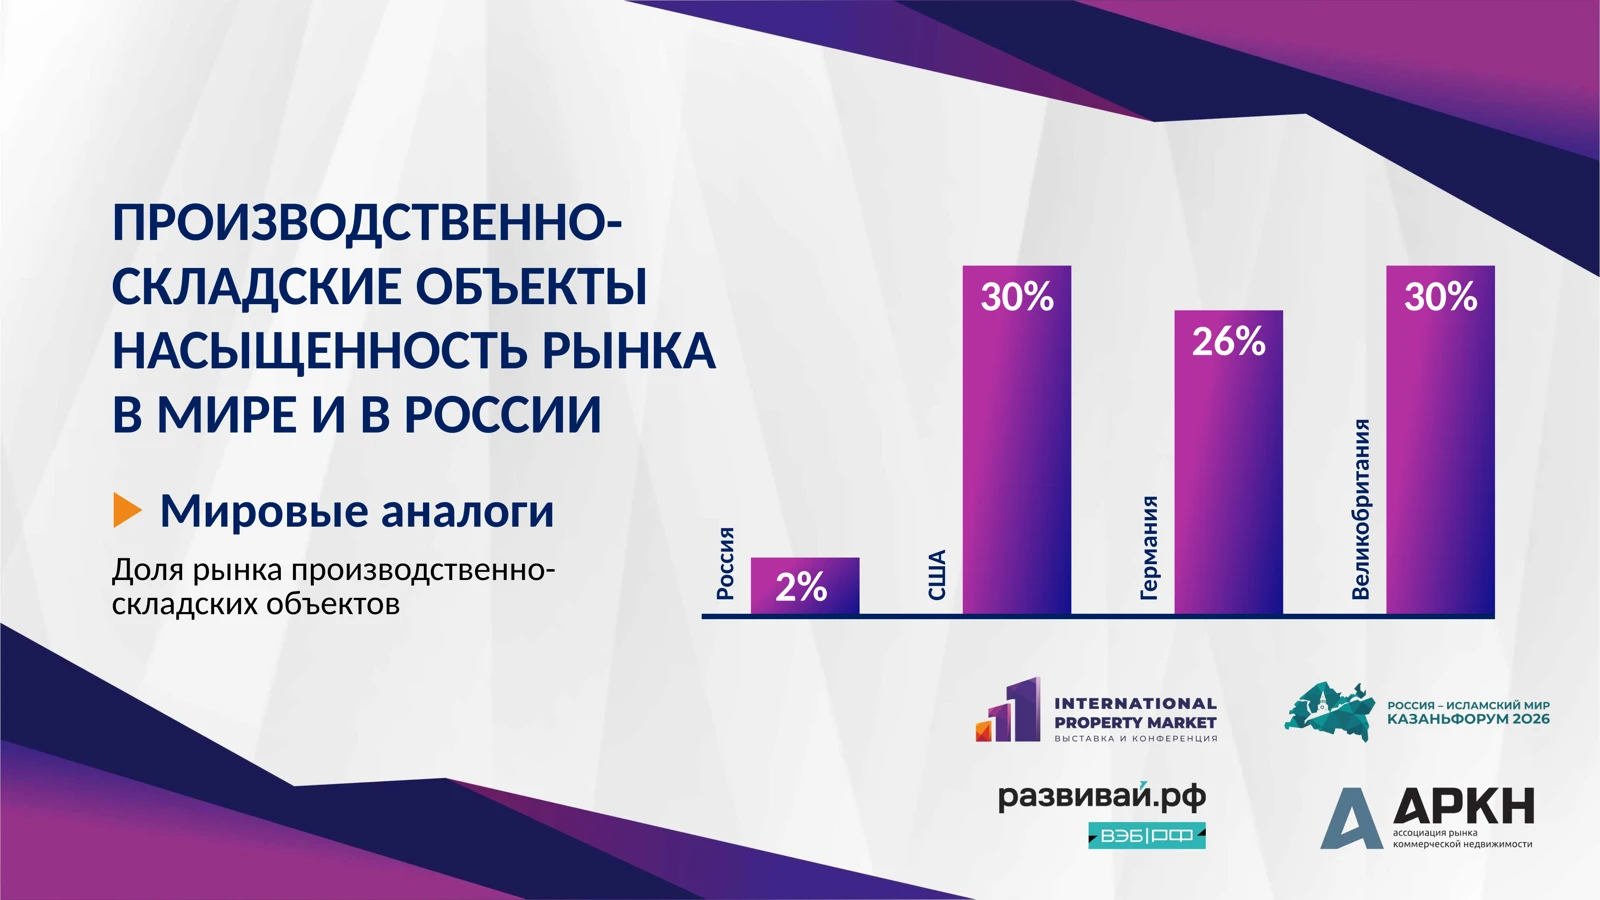 ПРОИЗВОДСТВЕННО-
СКЛАДСКИЕ ОБЪЕКТЫ
НАСЫЩЕННОСТЬ РЫНКА
В МИРЕ И В РОССИИ
Мировые аналоги
Доля рынка производственно-
складских объектов
Россия
2%
США
30%
Германия
26%
Великобритания
30%
INTERNATIONAL
PROPERTY MARKET
ВЫСТАВКА И КОНФЕРЕНЦИЯ
РОССИЯ – ИСЛАМСКИЙ МИР
КАЗАНЬФОРУМ 2026
развивай.рф
ВЭБ|РФ
АРКН
ассоциация рынка
коммерческой недвижимости